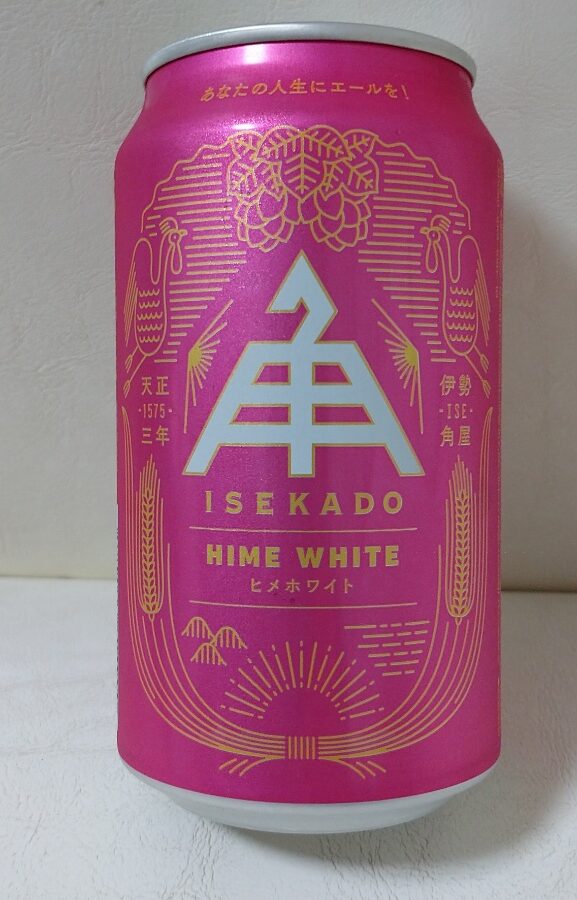 あなたの人生にエールを!
角
天正
-1575-
三年
伊勢
-ISE-
角屋
ISEKADO
HIME WHITE
ヒメホワイト